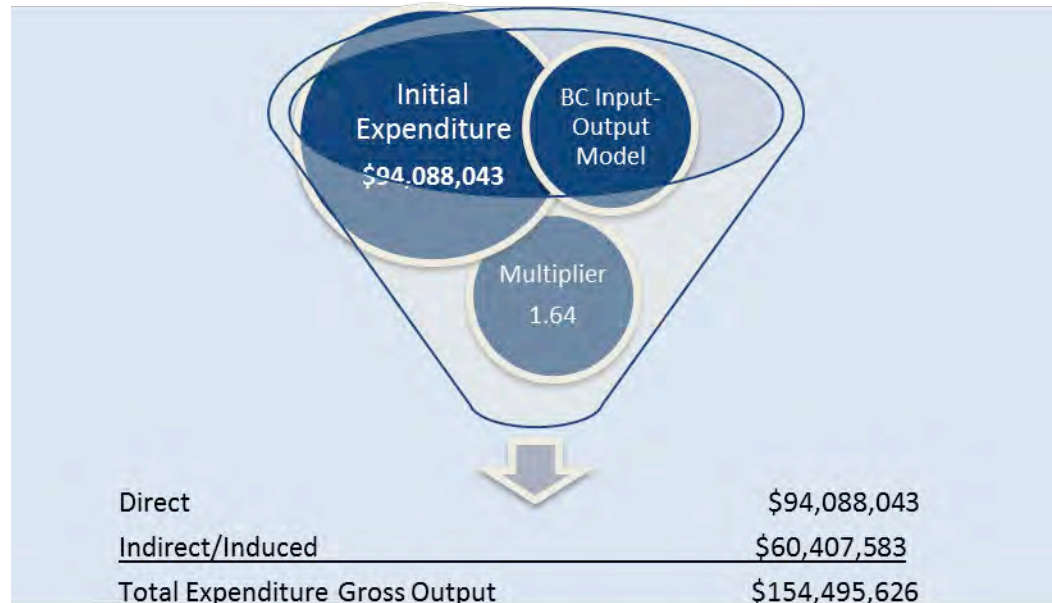 Initial
Expenditure
$94,088,043
BC Input-
Output
Model
Multiplier
1.64
Direct $94,088,043
Indirect/Induced $60,407,583
Total Expenditure Gross Output $154,495,626